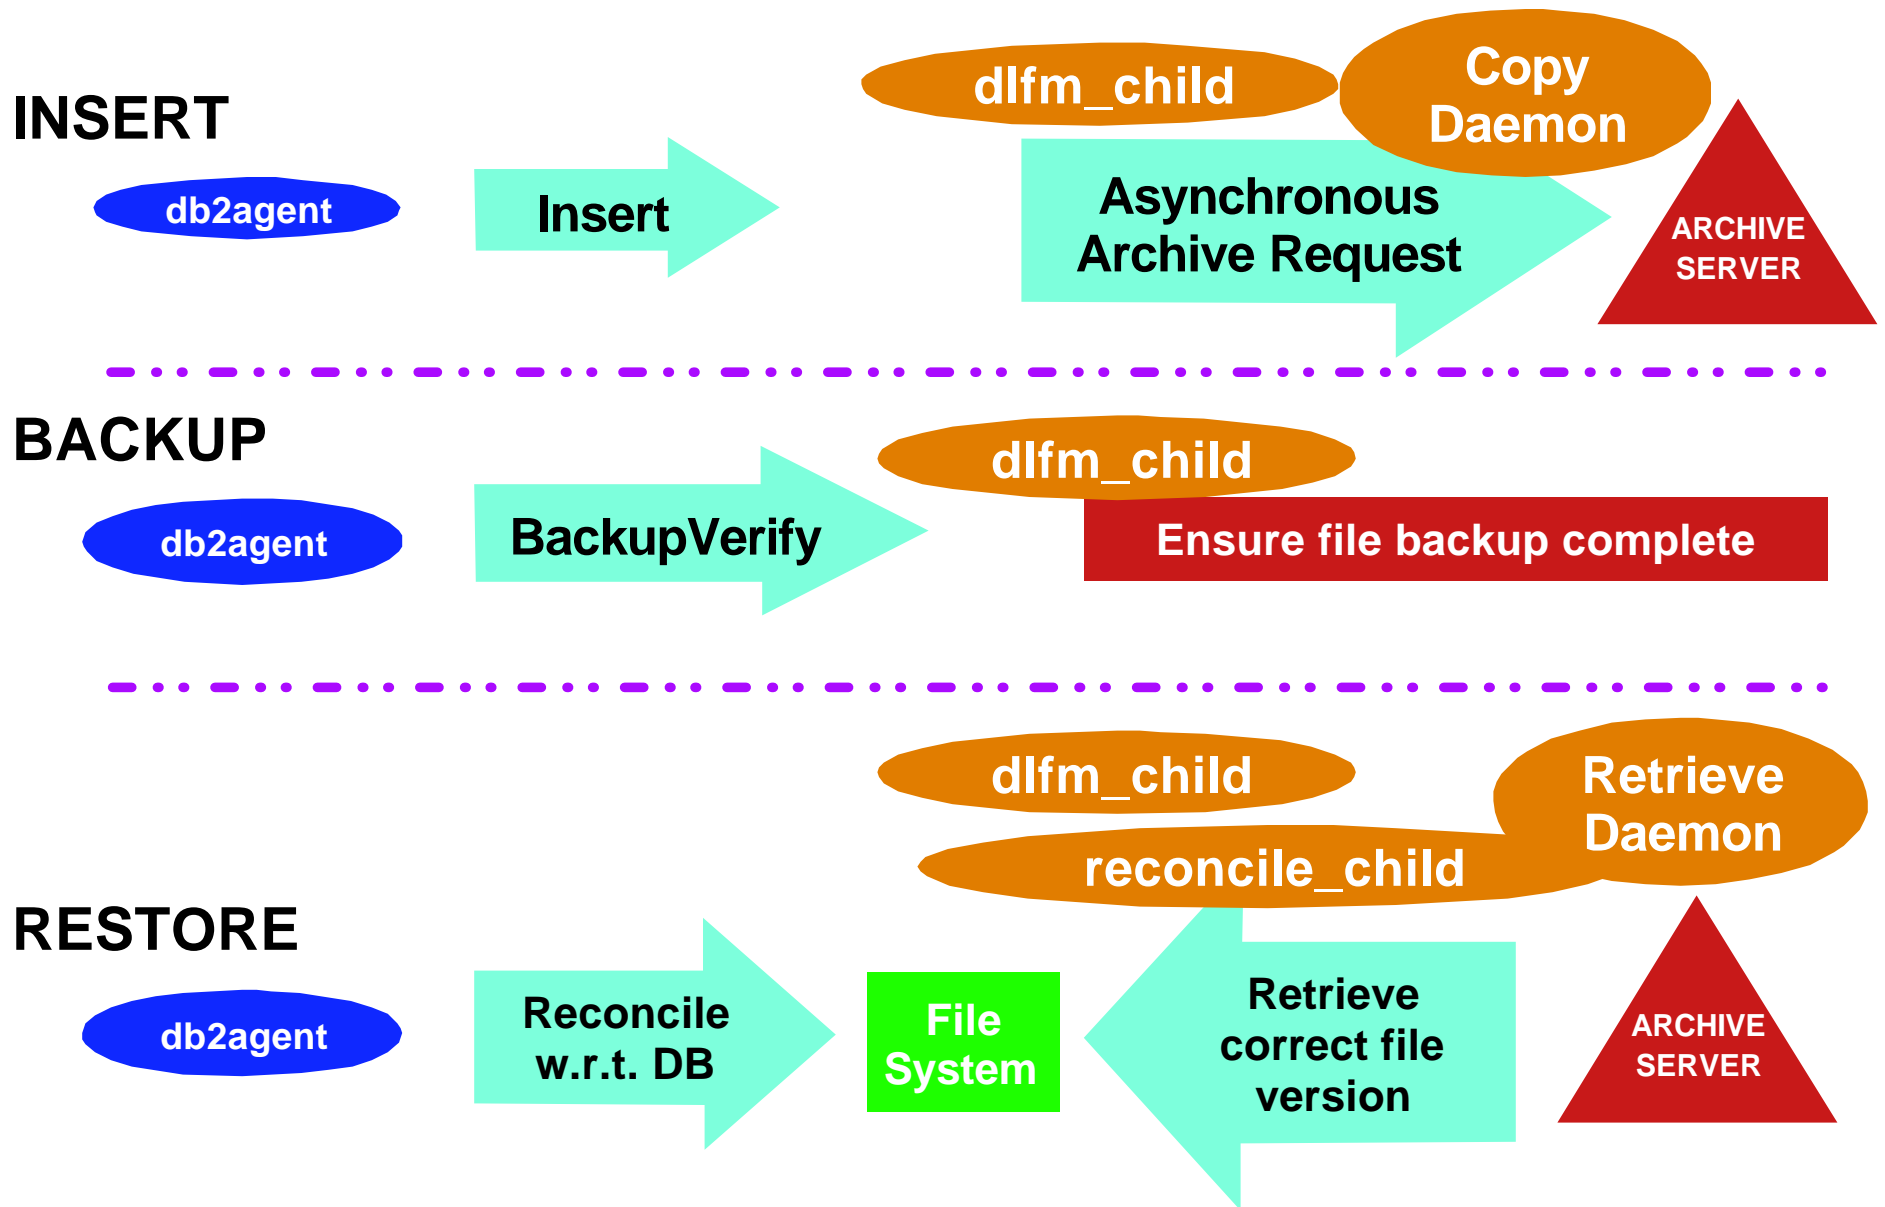 INSERT
db2agent
Insert
dlfm_child
Copy
Daemon
Asynchronous
Archive Request
ARCHIVE
SERVER
BACKUP
db2agent
BackupVerify
dlfm_child
Ensure file backup complete
RESTORE
db2agent
Reconcile
w.r.t. DB
dlfm_child
reconcile_child
Retrieve
Daemon
File
System
Retrieve
correct file
version
ARCHIVE
SERVER